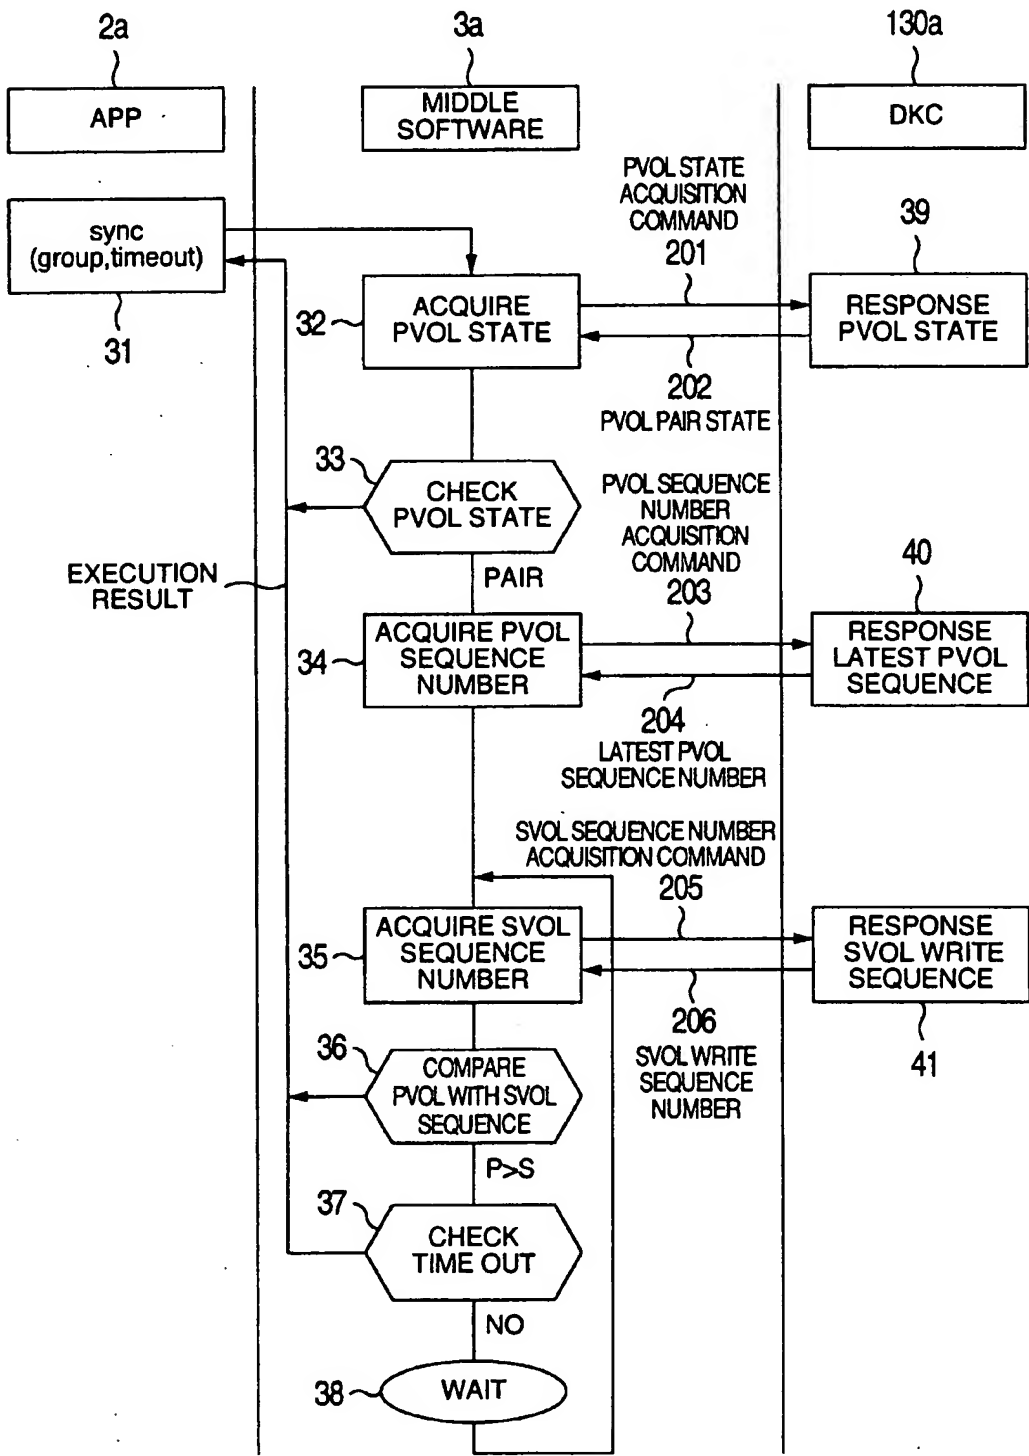 2a
3a
130a
APP
MIDDLE
SOFTWARE
DKC
sync
(group,timeout)
31
PVOL STATE
ACQUISITION
COMMAND
201
39
32
ACQUIRE
PVOL STATE
RESPONSE
PVOL STATE
202
PVOL PAIR STATE
33
CHECK
PVOL STATE
PAIR
EXECUTION
RESULT
PVOL SEQUENCE
NUMBER
ACQUISITION
COMMAND
203
40
34
ACQUIRE PVOL
SEQUENCE
NUMBER
RESPONSE
LATEST PVOL
SEQUENCE
204
LATEST PVOL
SEQUENCE NUMBER
SVOL SEQUENCE NUMBER
ACQUISITION COMMAND
205
35
ACQUIRE SVOL
SEQUENCE
NUMBER
RESPONSE
SVOL WRITE
SEQUENCE
41
206
SVOL WRITE
SEQUENCE
NUMBER
36
COMPARE
PVOL WITH SVOL
SEQUENCE
P>S
37
CHECK
TIME OUT
NO
38
WAIT